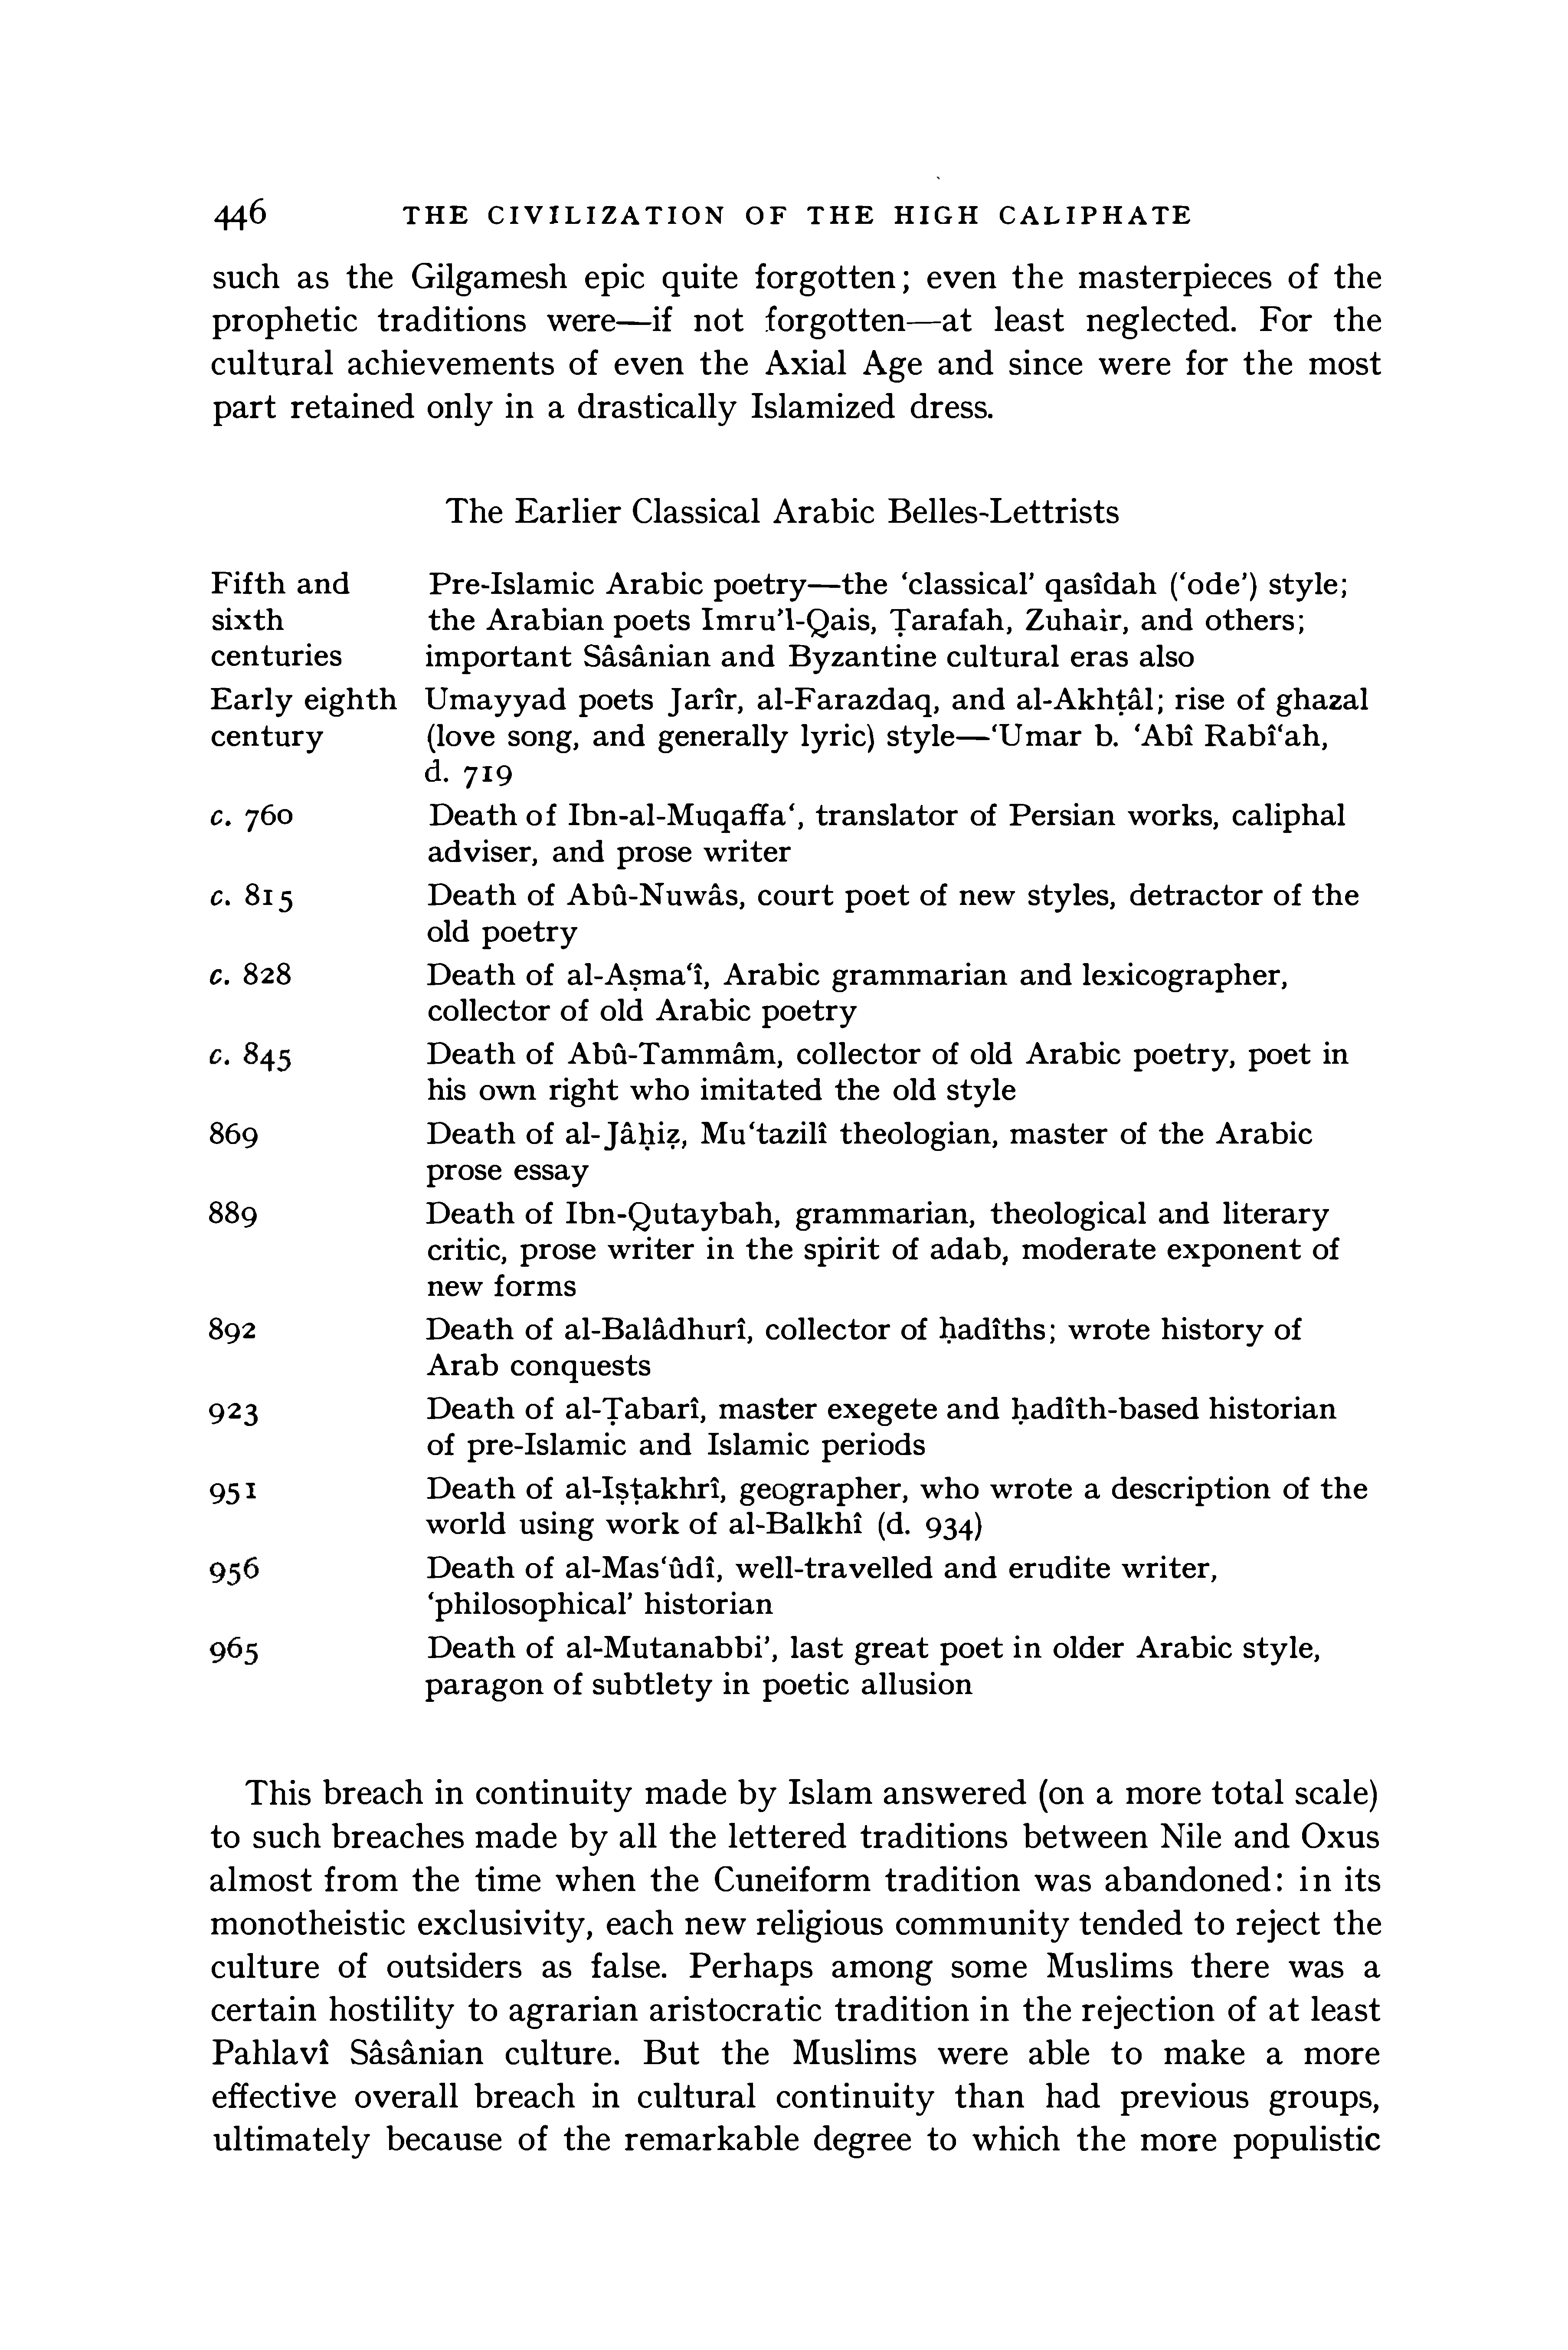 446 THE CIVILIZATION OF THE HIGH CALIPHATE
such as the Gilgamesh epic quite forgotten; even the masterpieces of the
prophetic traditions were—if not forgotten—at least neglected. For the
cultural achievements of even the Axial Age and since were for the most
part retained only in a drastically Islamized dress.
The Earlier Classical Arabic Belles-Lettrists
Fifth and Pre-Islamic Arabic poetry—the ‘classical’ qasîdah (‘ode’) style;
sixth the Arabian poets Imru’l-Qais, Ṭarafah, Zuhair, and others;
centuries important Sâsânian and Byzantine cultural eras also
Early eighth Umayyad poets Jarîr, al-Farazdaq, and al-Akhṭâl; rise of ghazal
century (love song, and generally lyric) style—‘Umar b. ‘Abî Rabî‘ah,
d. 719
c. 760 Death of Ibn-al-Muqaffa‘, translator of Persian works, caliphal
adviser, and prose writer
c. 815 Death of Abû-Nuwâs, court poet of new styles, detractor of the
old poetry
c. 828 Death of al-Aṣma‘î, Arabic grammarian and lexicographer,
collector of old Arabic poetry
c. 845 Death of Abû-Tammâm, collector of old Arabic poetry, poet in
his own right who imitated the old style
869 Death of al-Jâḥiẓ, Mu‘tazilî theologian, master of the Arabic
prose essay
889 Death of Ibn-Qutaybah, grammarian, theological and literary
critic, prose writer in the spirit of adab, moderate exponent of
new forms
892 Death of al-Balâdhurî, collector of ḥadîths; wrote history of
Arab conquests
923 Death of al-Ṭabarî, master exegete and ḥadîth-based historian
of pre-Islamic and Islamic periods
951 Death of al-Iṣṭakhrî, geographer, who wrote a description of the
world using work of al-Balkhî (d. 934)
956 Death of al-Mas‘ûdî, well-travelled and erudite writer,
‘philosophical’ historian
965 Death of al-Mutanabbi’, last great poet in older Arabic style,
paragon of subtlety in poetic allusion
This breach in continuity made by Islam answered (on a more total scale)
to such breaches made by all the lettered traditions between Nile and Oxus
almost from the time when the Cuneiform tradition was abandoned: in its
monotheistic exclusivity, each new religious community tended to reject the
culture of outsiders as false. Perhaps among some Muslims there was a
certain hostility to agrarian aristocratic tradition in the rejection of at least
Pahlavî Sâsânian culture. But the Muslims were able to make a more
effective overall breach in cultural continuity than had previous groups,
ultimately because of the remarkable degree to which the more populistic